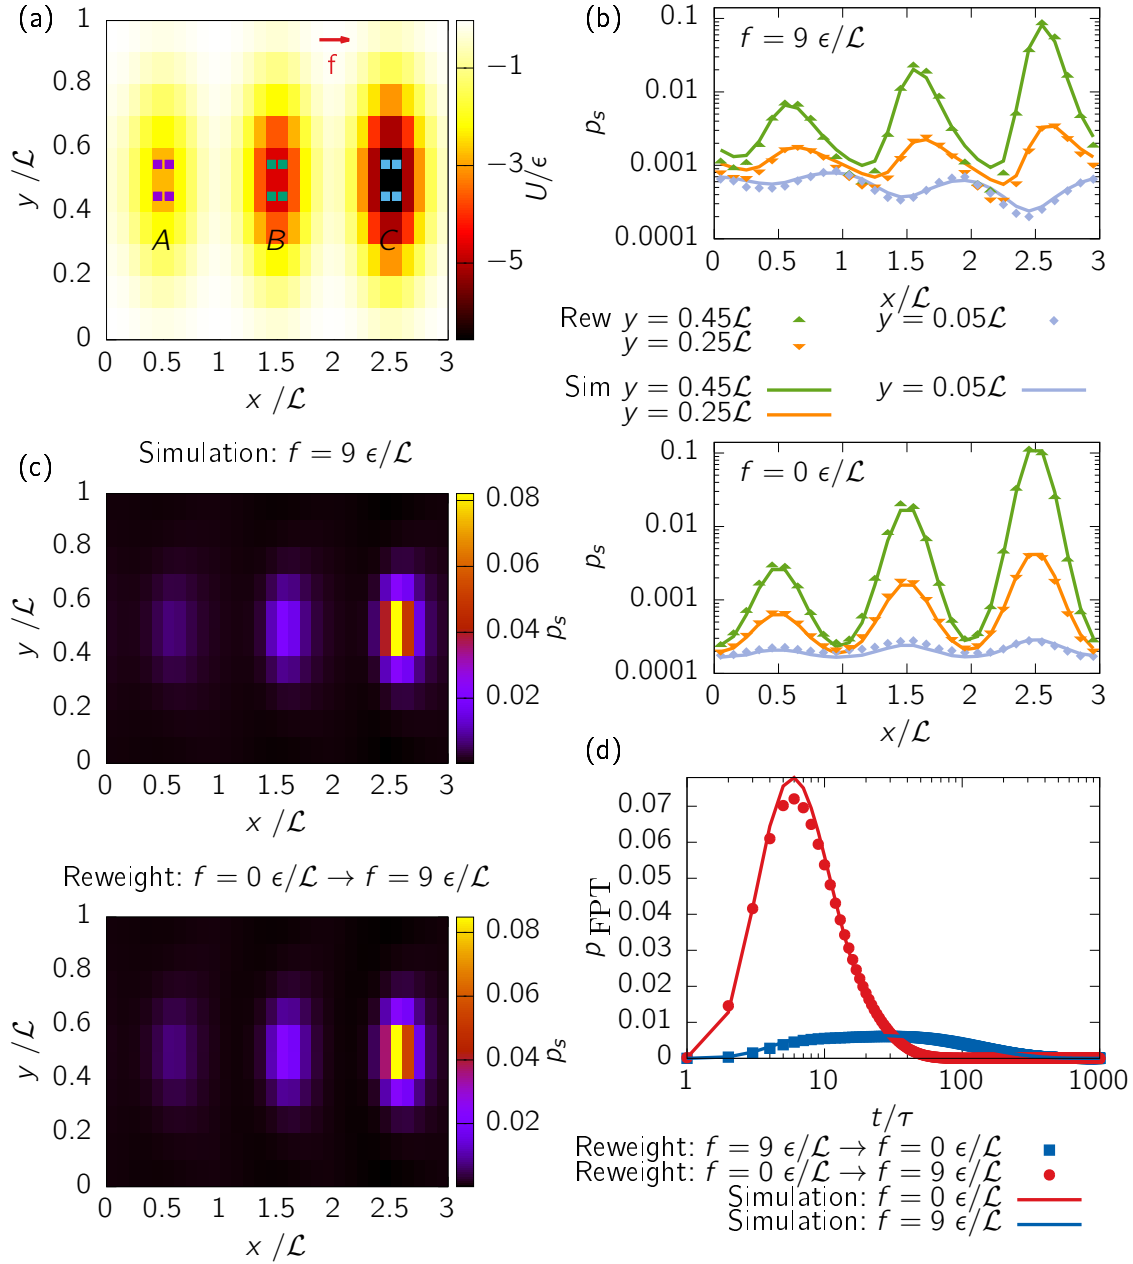 (a)
f
A
B
C
1
0.8
0.6
0.4
0.2
0
y /ℒ
0 0.5 1 1.5 2 2.5 3
x /ℒ
−1
−3
−5
U/ϵ
(b)
f = 9 ϵ/ℒ
0.1
0.01
0.001
0.0001
pₛ
0 0.5 1 1.5 2 2.5 3
x/ℒ
Rew y = 0.45ℒ y = 0.05ℒ
y = 0.25ℒ
Sim y = 0.45ℒ y = 0.05ℒ
y = 0.25ℒ
f = 0 ϵ/ℒ
0.1
0.01
0.001
0.0001
pₛ
0 0.5 1 1.5 2 2.5 3
x/ℒ
(c)
Simulation: f = 9 ϵ/ℒ
1
0.8
0.6
0.4
0.2
0
y /ℒ
0 0.5 1 1.5 2 2.5 3
x /ℒ
0.08
0.06
0.04
0.02
pₛ
Reweight: f = 0 ϵ/ℒ → f = 9 ϵ/ℒ
1
0.8
0.6
0.4
0.2
0
y /ℒ
0 0.5 1 1.5 2 2.5 3
x /ℒ
0.08
0.06
0.04
0.02
pₛ
(d)
0.07
0.06
0.05
0.04
0.03
0.02
0.01
0
p FPT
1 10 100 1000
t/τ
Reweight: f = 9 ϵ/ℒ → f = 0 ϵ/ℒ
Reweight: f = 0 ϵ/ℒ → f = 9 ϵ/ℒ
Simulation: f = 0 ϵ/ℒ
Simulation: f = 9 ϵ/ℒ